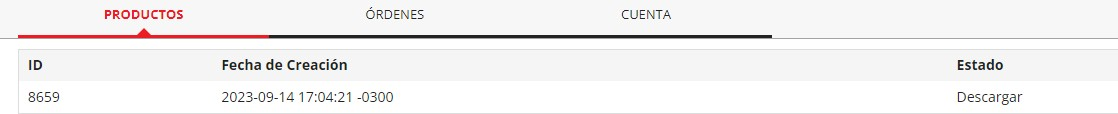 PRODUCTOS ÓRDENES CUENTA
ID Fecha de Creación Estado
8659 2023-09-14 17:04:21 -0300 Descargar